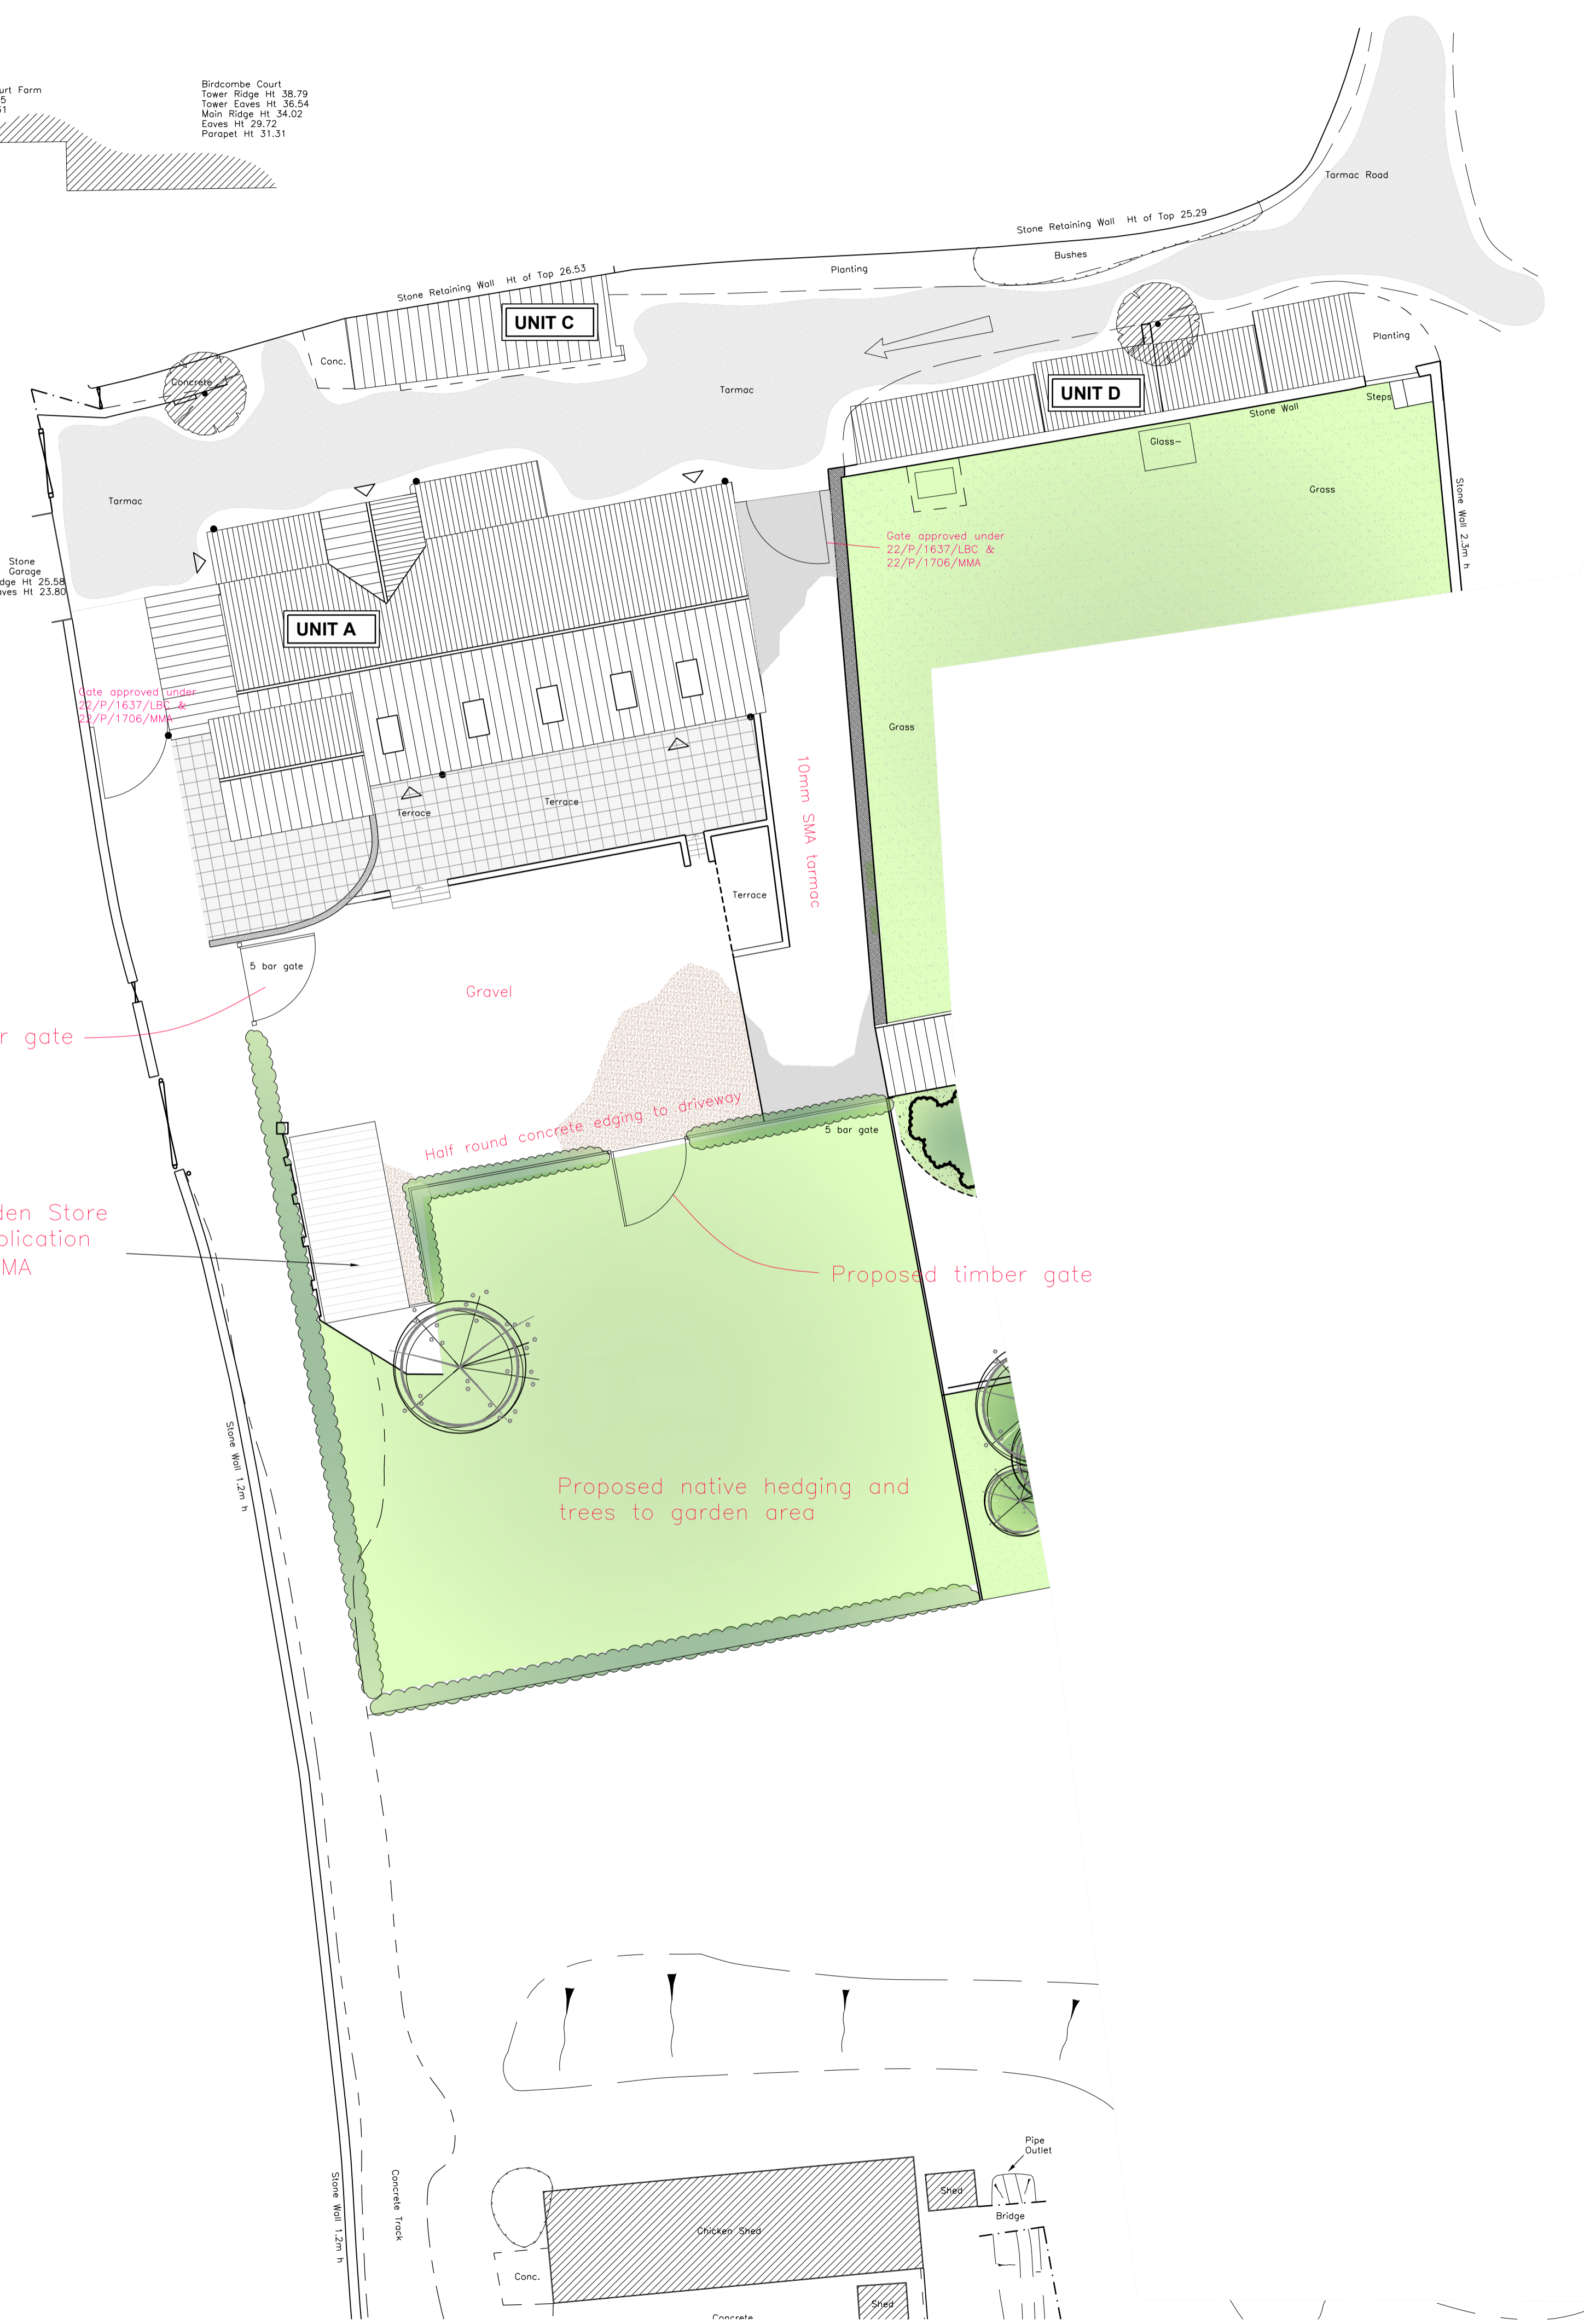 urt Farm
5
61
Birdcombe Court
Tower Ridge Ht 38.79
Tower Eaves Ht 36.54
Main Ridge Ht 34.02
Eaves Ht 29.72
Parapet Ht 31.31
Tarmac Road
Stone Retaining Wall Ht of Top 25.29
Bushes
Planting
Stone Retaining Wall Ht of Top 26.53
UNIT C
Conc.
Concrete
Tarmac
Planting
UNIT D
Steps
Stone Wall
Glass-
Grass
Stone Wall 2.3m h
Tarmac
Gate approved under
22/P/1637/LBC &
22/P/1706/MMA
Stone
Garage
dge Ht 25.58
aves Ht 23.80
UNIT A
Gate approved under
22/P/1637/LBC &
22/P/1706/MMA
Grass
10mm SMA tarmac
Terrace
Terrace
Terrace
5 bar gate
Gravel
r gate
Half round concrete edging to driveway
5 bar gate
den Store
plication
MA
Proposed timber gate
Stone Wall 1.2m h
Proposed native hedging and
trees to garden area
Pipe
Outlet
Shed
Bridge
Stone Wall 1.2m h
Concrete Track
Chicken Shed
Conc.
Shed
Concrete